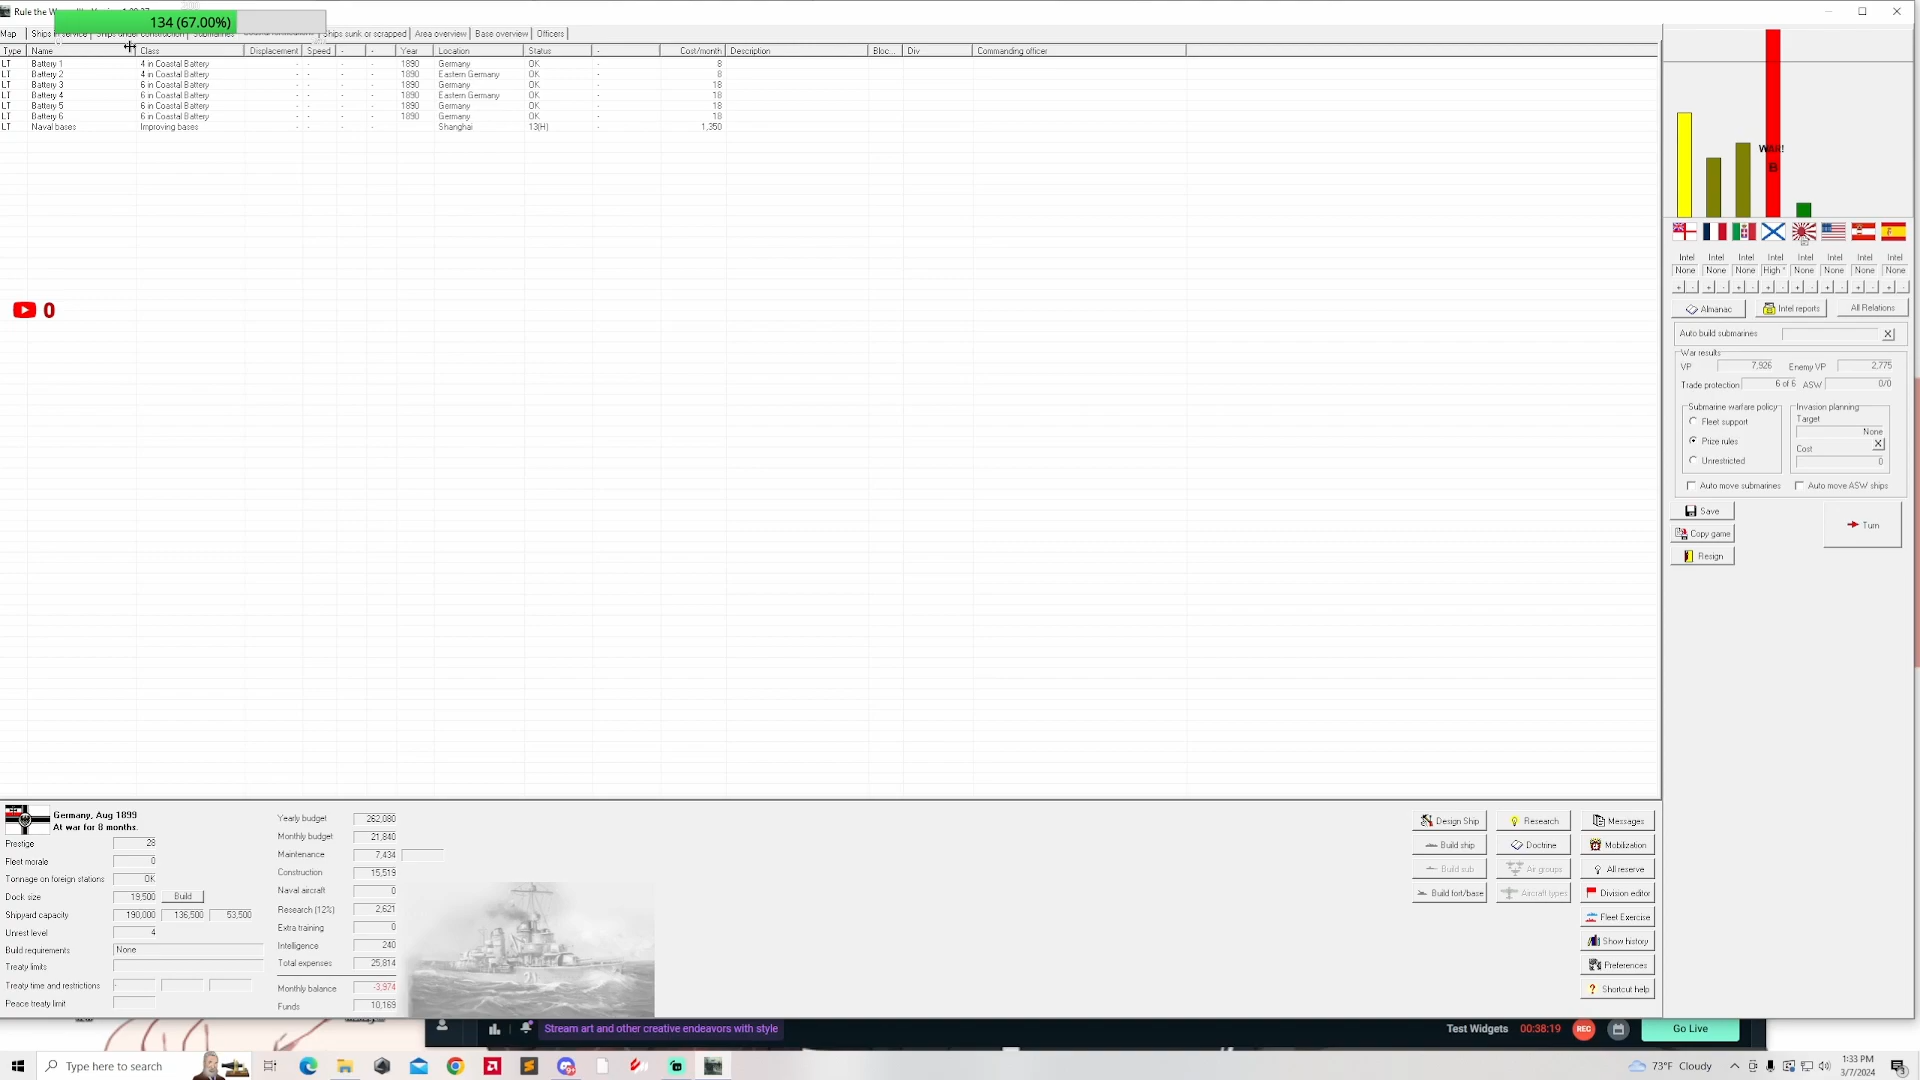 134 (67.00%)
Map Ships in service Ships under construction Submarines Ships sunk or scrapped Area overview Base overview Officers
Type Name Class Displacement Speed - - Year Location Status - Cost/month Description Bloc... Div Commanding officer
LT Battery 1 4 in Coastal Battery - - - - 1890 Germany OK - 8
LT Battery 2 4 in Coastal Battery - - - - 1890 Eastern Germany OK - 8
LT Battery 3 6 in Coastal Battery - - - - 1890 Germany OK - 18
LT Battery 4 6 in Coastal Battery - - - - 1890 Eastern Germany OK - 18
LT Battery 5 6 in Coastal Battery - - - - 1890 Germany OK - 18
LT Battery 6 6 in Coastal Battery - - - - 1890 Germany OK - 18
LT Naval bases Improving bases - - - - Shanghai 13(H) - 1,350
0
WAR!
B
Intel Intel Intel Intel Intel Intel Intel Intel
None None None High * None None None None
+ - + - + - + - + - + - + - + -
Almanac Intel reports All Relations
Auto build submarines X
War results
VP 7,926 Enemy VP 2,775
Trade protection 6 of 6 ASW 0/0
Submarine warfare policy
Fleet support
Prize rules
Unrestricted
Invasion planning
Target
None
Cost X
0
Auto move submarines Auto move ASW ships
Save
Copy game
Resign
Turn
Germany, Aug 1899
At war for 8 months.
Prestige 28
Fleet morale 0
Tonnage on foreign stations OK
Dock size 19,500 Build
Shipyard capacity 190,000 136,500 53,500
Unrest level 4
Build requirements None
Treaty limits
Treaty time and restrictions -
Peace treaty limit
Yearly budget 262,080
Monthly budget 21,840
Maintenance 7,434
Construction 15,519
Naval aircraft 0
Research (12%) 2,621
Extra training 0
Intelligence 240
Total expenses 25,814
Monthly balance -3,974
Funds 10,169
Design Ship Research Messages
Build ship Doctrine Mobilization
Build sub Air groups All reserve
Build fort/base Aircraft types Division editor
Fleet Exercise
Show history
Preferences
Shortcut help
Stream art and other creative endeavors with style
Test Widgets 00:38:19 REC Go Live
Type here to search
73°F Cloudy
1:33 PM
3/7/2024